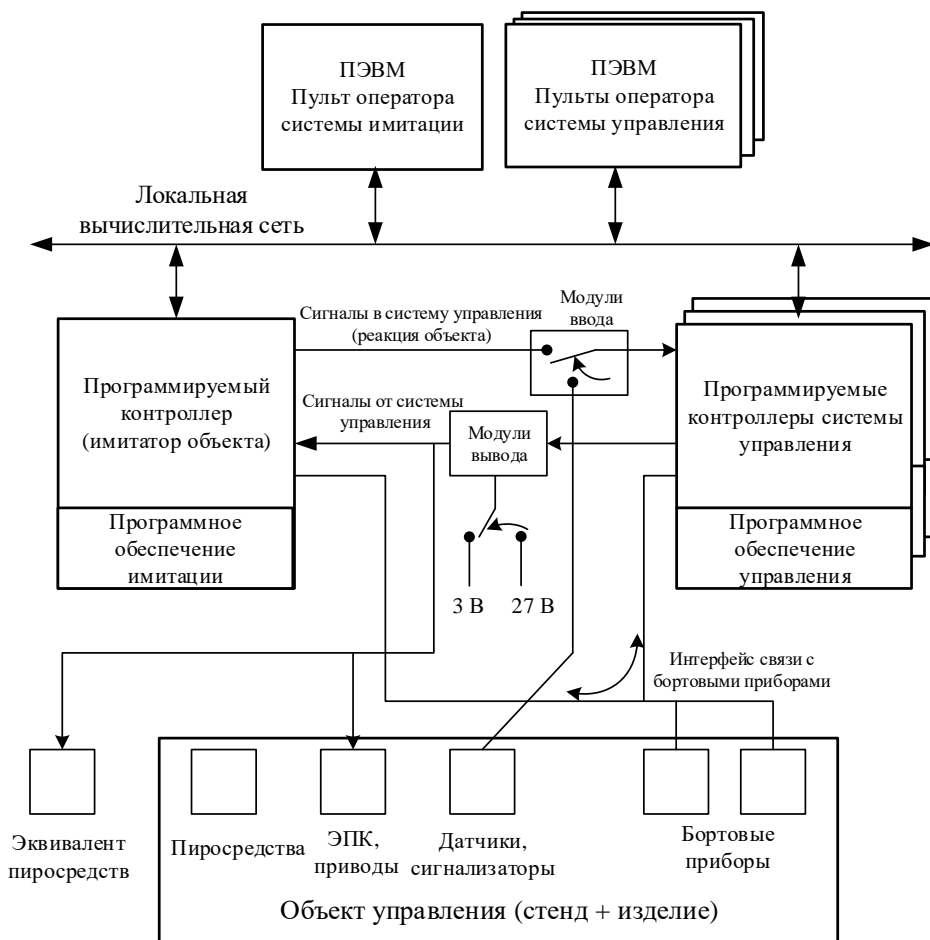 ПЭВМ
Пульт оператора
системы имитации
ПЭВМ
Пульты оператора
системы управления
Локальная
вычислительная сеть
Сигналы в систему управления
(реакция объекта)
Модули
ввода
Программируемый
контроллер
(имитатор объекта)
Сигналы от системы
управления
Модули
вывода
Программируемые
контроллеры системы
управления
Программное
обеспечение
имитации
Программное
обеспечение
управления
3 В
27 В
Интерфейс связи с
бортовыми приборами
Эквивалент
пиросредств
Пиросредства
ЭПК,
приводы
Датчики,
сигнализаторы
Бортовые
приборы
Объект управления (стенд + изделие)